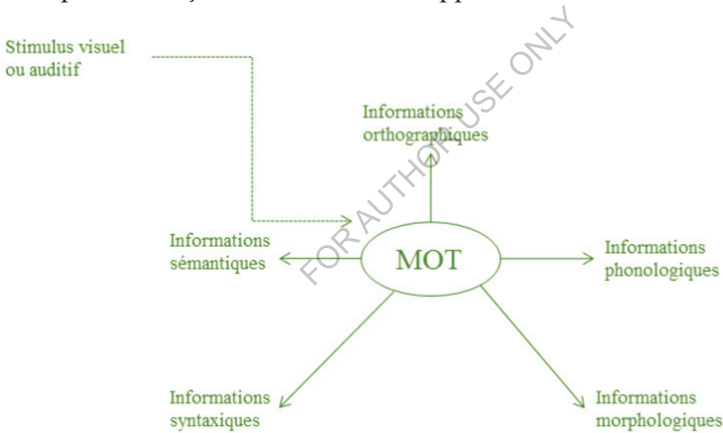 Stimulus visuel
ou auditif
Informations
orthographiques
FOR AUTHOR USE ONLY
Informations
sémantiques
MOT
Informations
phonologiques
Informations
syntaxiques
Informations
morphologiques